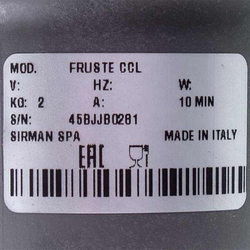 MOD. FRUSTE CCL
V: HZ: W:
KG: 2 A: 10 MIN
S/N: 45BJJB0281
SIRMAN SPA MADE IN ITALY
EAC